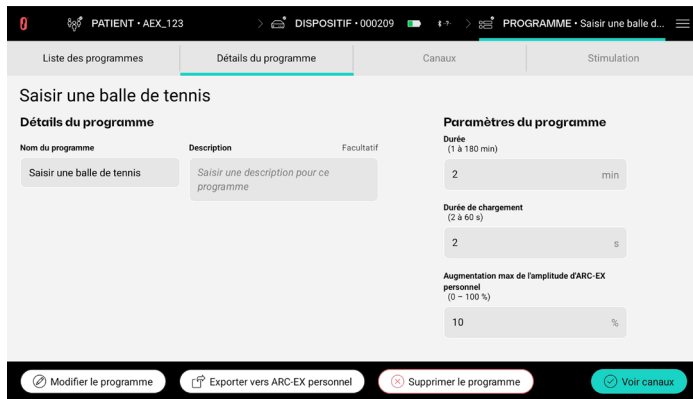 PATIENT • AEX_123
DISPOSITIF • 000209
PROGRAMME • Saisir une balle d...
Liste des programmes
Détails du programme
Canaux
Stimulation
Saisir une balle de tennis
Détails du programme
Nom du programme
Description
Facultatif
Saisir une balle de tennis
Saisir une description pour ce
programme
Paramètres du programme
Durée
(1 à 180 min)
2 min
Durée de chargement
(2 à 60 s)
2 s
Augmentation max de l'amplitude d'ARC-EX
personnel
(0 – 100 %)
10 %
Modifier le programme
Exporter vers ARC-EX personnel
Supprimer le programme
Voir canaux